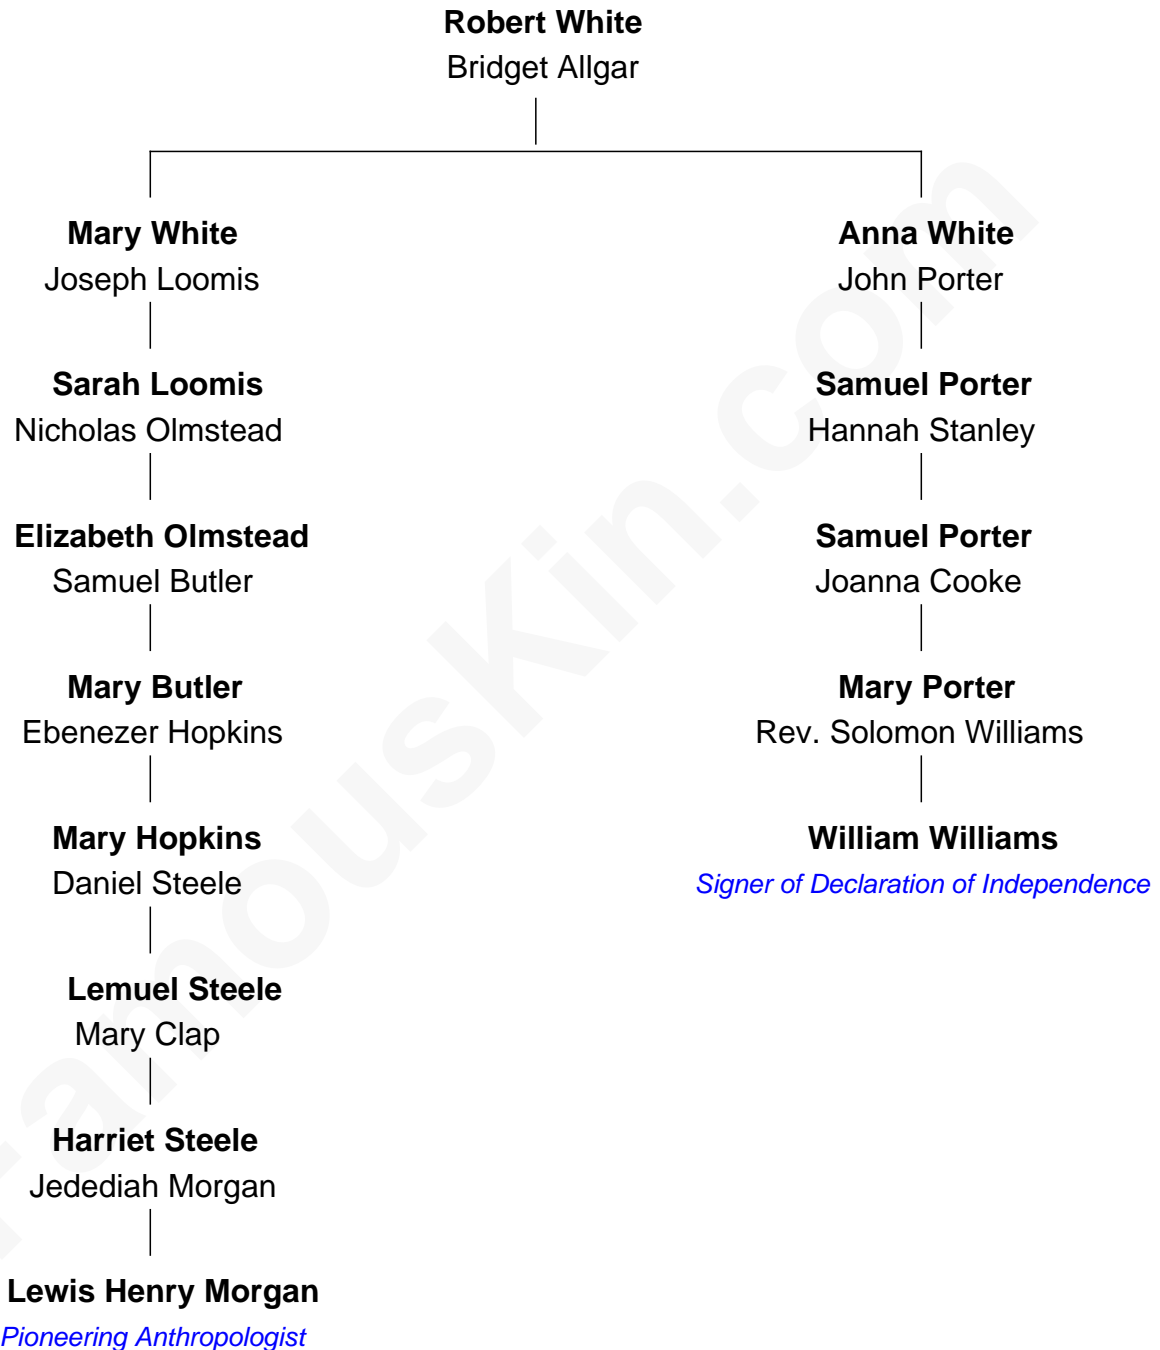 Robert White
Bridget Allgar
Mary White
Joseph Loomis
Anna White
John Porter
Sarah Loomis
Nicholas Olmstead
Samuel Porter
Hannah Stanley
Elizabeth Olmstead
Samuel Butler
Samuel Porter
Joanna Cooke
Mary Butler
Ebenezer Hopkins
Mary Porter
Rev. Solomon Williams
Mary Hopkins
Daniel Steele
William Williams
Signer of Declaration of Independence
Lemuel Steele
Mary Clap
Harriet Steele
Jedediah Morgan
Lewis Henry Morgan
Pioneering Anthropologist
FamousKin.com